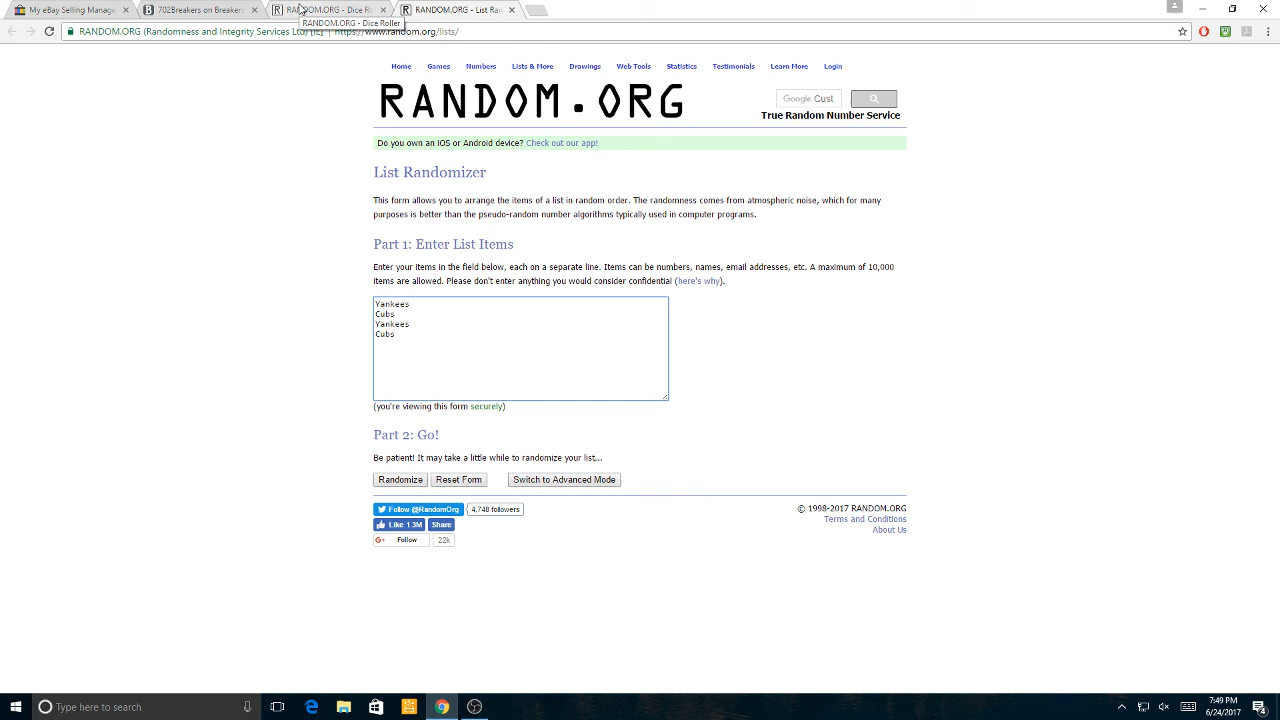 My eBay Selling Manage
702Breakers on Breakers
RANDOM.ORG - Dice Ro
RANDOM.ORG - List Ran
RANDOM.ORG - Dice Roller
RANDOM.ORG (Randomness and Integrity Services Ltd) [IE] https://www.random.org/lists/
Home Games Numbers Lists & More Drawings Web Tools Statistics Testimonials Learn More Login
RANDOM.ORG
Google Cust
True Random Number Service
Do you own an iOS or Android device? Check out our app!
List Randomizer
This form allows you to arrange the items of a list in random order. The randomness comes from atmospheric noise, which for many
purposes is better than the pseudo-random number algorithms typically used in computer programs.
Part 1: Enter List Items
Enter your items in the field below, each on a separate line. Items can be numbers, names, email addresses, etc. A maximum of 10,000
items are allowed. Please don't enter anything you would consider confidential (here's why).
Yankees
Cubs
Yankees
Cubs
(you're viewing this form securely)
Part 2: Go!
Be patient! It may take a little while to randomize your list...
Randomize Reset Form Switch to Advanced Mode
Follow @RandomOrg 4,748 followers
Like 1.3M Share
G+ Follow 22k
© 1998-2017 RANDOM.ORG
Terms and Conditions
About Us
Type here to search
7:49 PM
6/24/2017
4